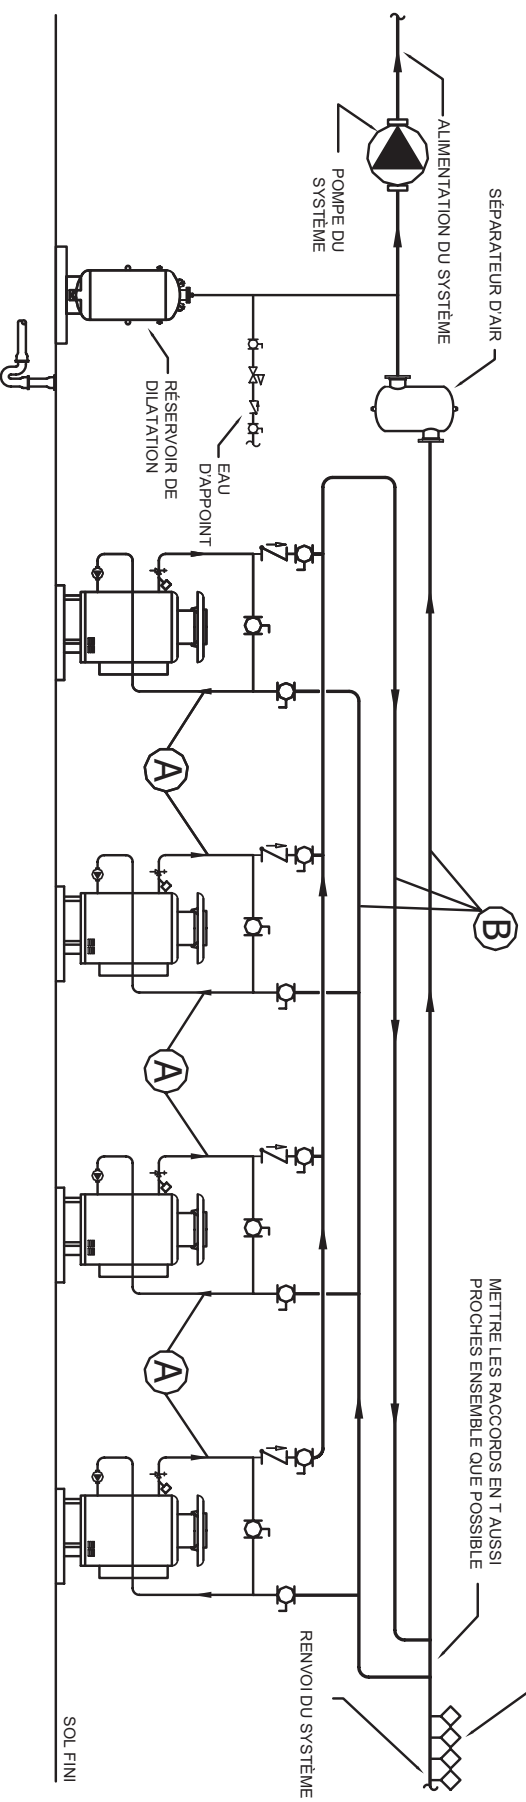 ALIMENTATION DU SYSTÈME
SÉPARATEUR D'AIR
POMPE DU
SYSTÈME
RÉSERVOIR DE
DILATATION
EAU
D'APPOINT
A
A
A
B
METTRE LES RACCORDS EN T AUSSI
PROCHES ENSEMBLE QUE POSSIBLE
RENVOI DU SYSTÈME
SOL FINI